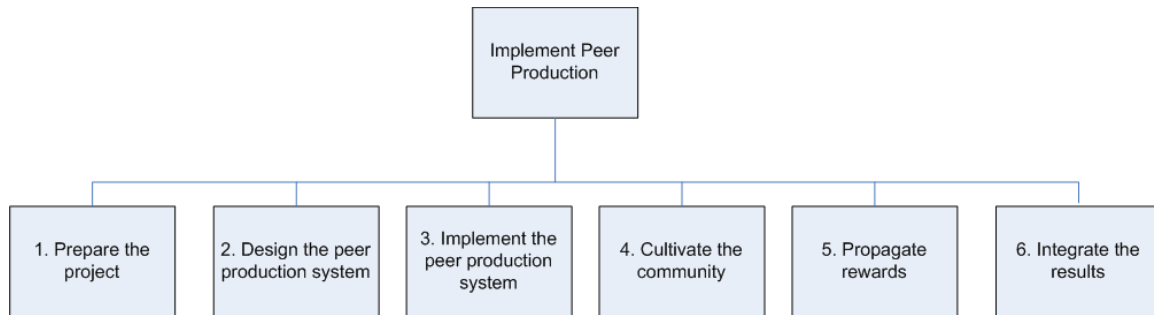 Implement Peer
Production
1. Prepare the
project
2. Design the peer
production system
3. Implement the
peer production
system
4. Cultivate the
community
5. Propagate
rewards
6. Integrate the
results